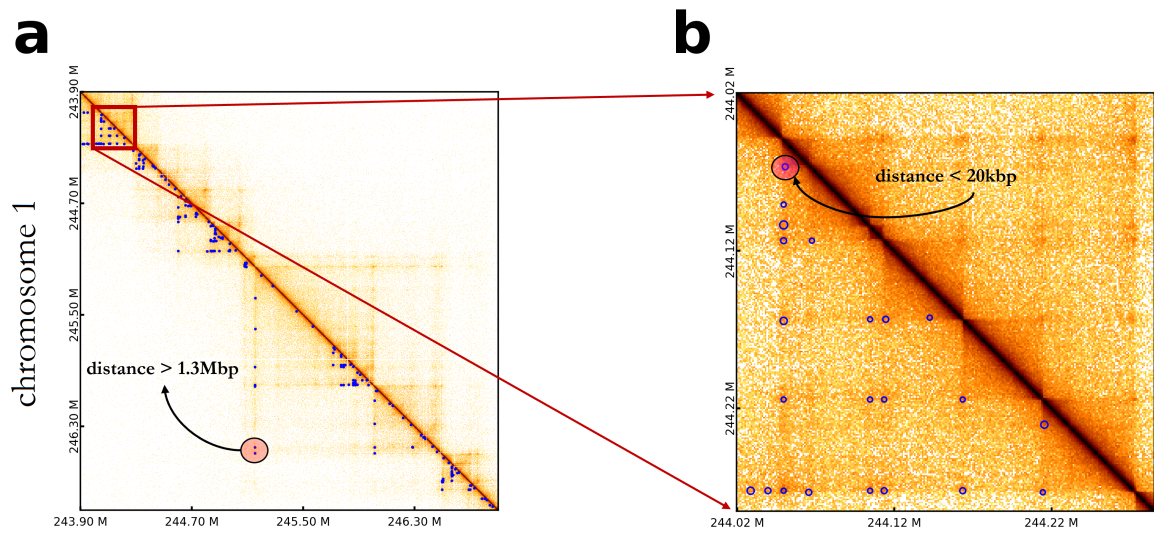 a
b
chromosome 1
243.90 M
244.70 M
245.50 M
246.30 M
distance > 1.3Mbp
243.90 M
244.70 M
245.50 M
246.30 M
244.02 M
244.12 M
244.22 M
distance < 20kbp
244.02 M
244.12 M
244.22 M